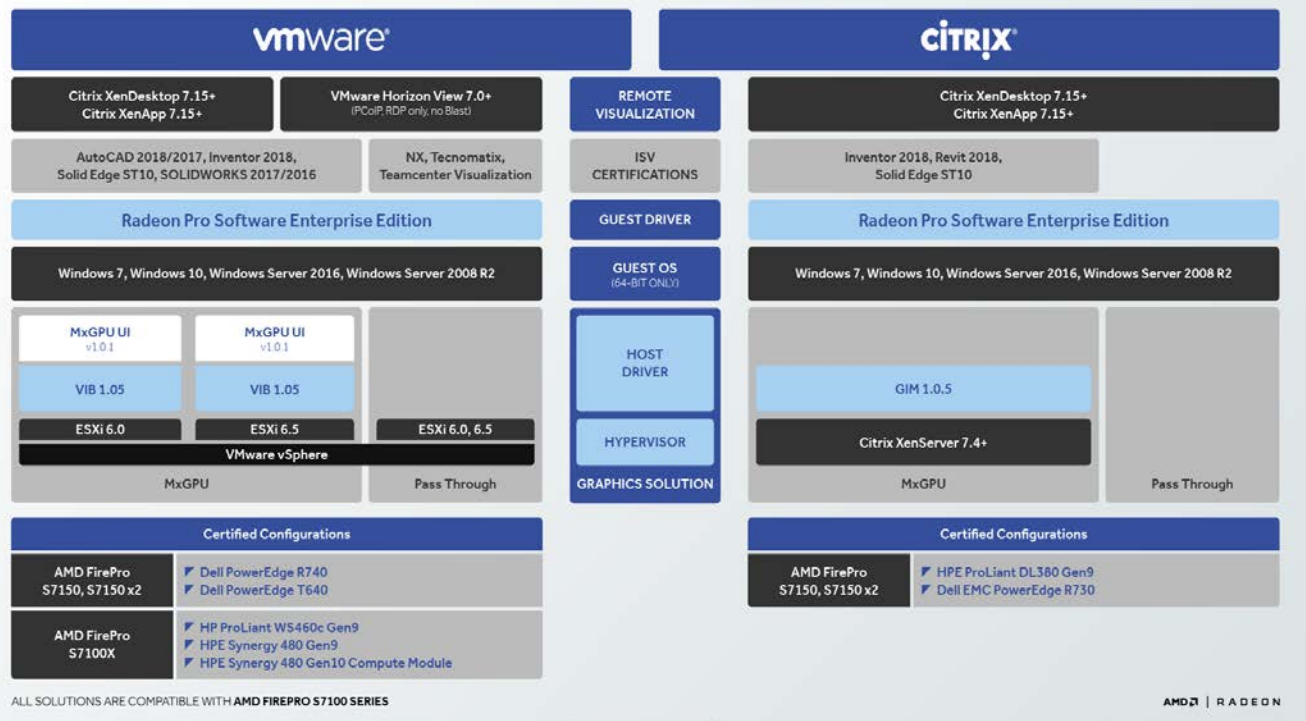 vmware®
CİTRIX®
Citrix XenDesktop 7.15+
Citrix XenApp 7.15+
VMware Horizon View 7.0+
(PCoIP, RDP only, no Blast)
REMOTE
VISUALIZATION
Citrix XenDesktop 7.15+
Citrix XenApp 7.15+
AutoCAD 2018/2017, Inventor 2018,
Solid Edge ST10, SOLIDWORKS 2017/2016
NX, Tecnomatix,
Teamcenter Visualization
ISV
CERTIFICATIONS
Inventor 2018, Revit 2018,
Solid Edge ST10
Radeon Pro Software Enterprise Edition
GUEST DRIVER
Radeon Pro Software Enterprise Edition
Windows 7, Windows 10, Windows Server 2016, Windows Server 2008 R2
GUEST OS
(64-BIT ONLY)
Windows 7, Windows 10, Windows Server 2016, Windows Server 2008 R2
MxGPU UI
v1.0.1
MxGPU UI
v1.0.1
HOST
DRIVER
VIB 1.05
VIB 1.05
GIM 1.0.5
ESXi 6.0
ESXi 6.5
ESXi 6.0, 6.5
VMware vSphere
HYPERVISOR
Citrix XenServer 7.4+
MxGPU
Pass Through
GRAPHICS SOLUTION
MxGPU
Pass Through
Certified Configurations
AMD FirePro
S7150, S7150 x2
Dell PowerEdge R740
Dell PowerEdge T640
AMD FirePro
S7100X
HP ProLiant WS460c Gen9
HPE Synergy 480 Gen9
HPE Synergy 480 Gen10 Compute Module
Certified Configurations
AMD FirePro
S7150, S7150 x2
HPE ProLiant DL380 Gen9
Dell EMC PowerEdge R730
ALL SOLUTIONS ARE COMPATIBLE WITH AMD FIREPRO S7100 SERIES
AMD | RADEON